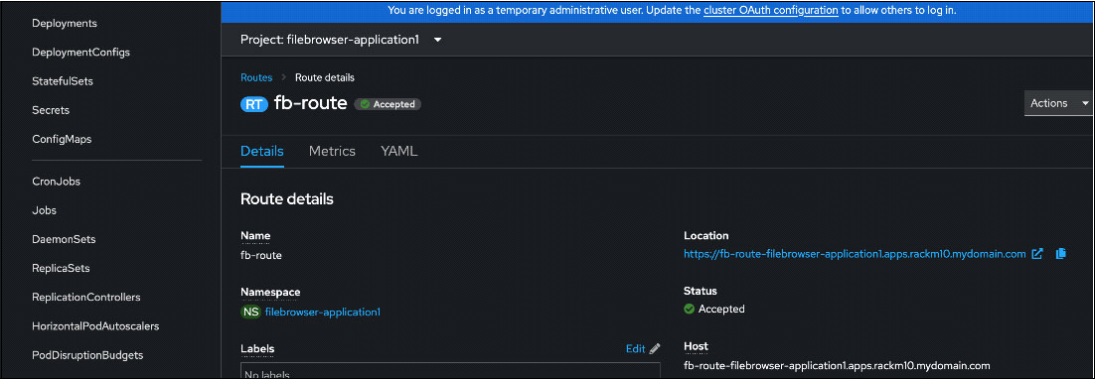 You are logged in as a temporary administrative user. Update the cluster OAuth configuration to allow others to log in.
Deployments
DeploymentConfigs
StatefulSets
Secrets
ConfigMaps
CronJobs
Jobs
DaemonSets
ReplicaSets
ReplicationControllers
HorizontalPodAutoscalers
PodDisruptionBudgets
Project: filebrowser-application1
Routes > Route details
RT fb-route Accepted
Actions
Details Metrics YAML
Route details
Name
fb-route
Namespace
NS filebrowser-application1
Labels Edit
No labels
Location
https://fb-route-filebrowser-application1.apps.rackm10.mydomain.com
Status
Accepted
Host
fb-route-filebrowser-application1.apps.rackm10.mydomain.com